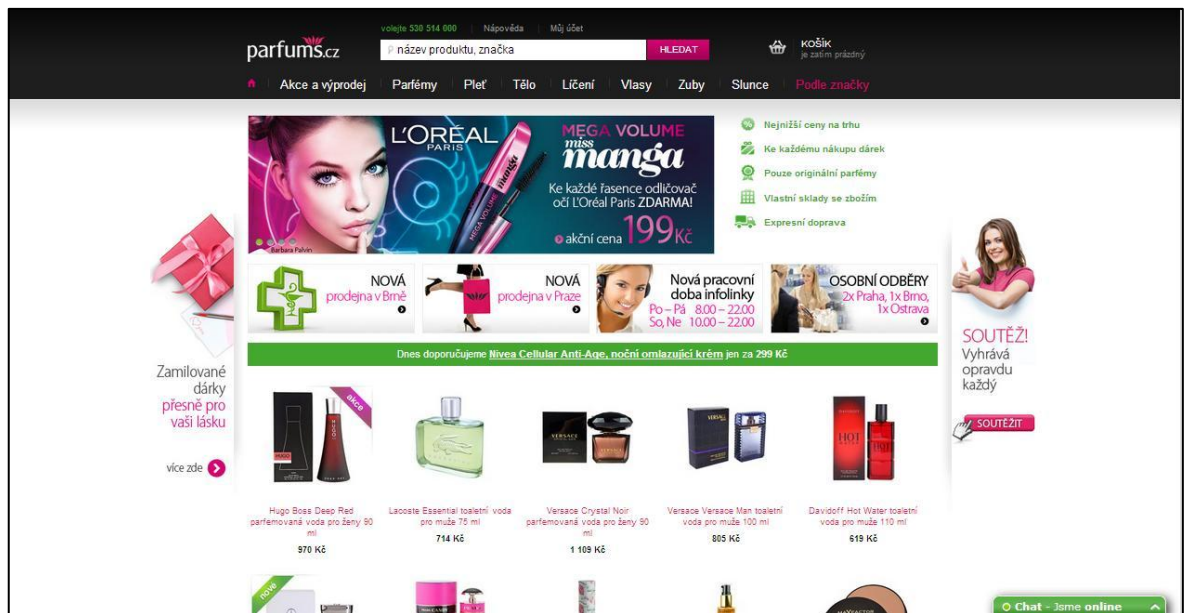 volejte 530 514 000 Nápověda Můj účet
parfums.cz
název produktu, značka HLEDAT
KOŠÍK
je zatím prázdný
Akce a výprodej Parfémy Pleť Tělo Líčení Vlasy Zuby Slunce Podle značky
L'ORÉAL
PARIS
MEGA VOLUME
miss
manga
Ke každé řasence odličovač
očí L'Oréal Paris ZDARMA!
akční cena 199 Kč
Barbara Palvin
Nejnižší ceny na trhu
Ke každému nákupu dárek
Pouze originální parfémy
Vlastní sklady se zbožím
Expresní doprava
NOVÁ
prodejna v Brně
NOVÁ
prodejna v Praze
Nová pracovní
doba infolinky
Po – Pá 8.00 – 22.00
So, Ne 10.00 – 22.00
OSOBNÍ ODBĚRY
2x Praha, 1x Brno,
1x Ostrava
Dnes doporučujeme Nivea Cellular Anti-Age, noční omlazující krém jen za 299 Kč
Zamilované
dárky
přesně pro
vaši lásku
více zde
SOUTĚŽ!
Vyhrává
opravdu
každý
SOUTĚŽIT
akce
HUGO
VERSACE
VERSACE
HOT
Hugo Boss Deep Red
parfemovaná voda pro ženy 90
ml
970 Kč
Lacoste Essential toaletní voda
pro muže 75 ml
714 Kč
Versace Crystal Noir
parfemovaná voda pro ženy 90
ml
1 109 Kč
Versace Versace Man toaletní
voda pro muže 100 ml
805 Kč
Davidoff Hot Water toaletní
voda pro muže 110 ml
619 Kč
nové
MAXFACTOR
Chat - Jsme online